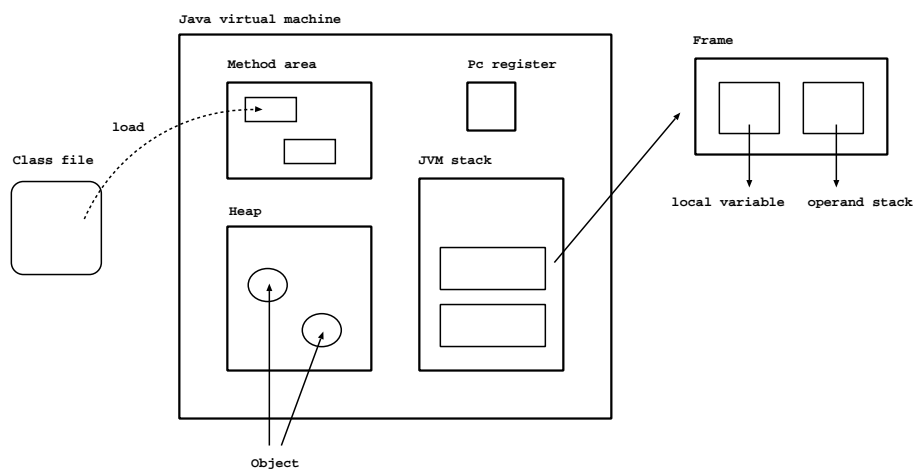 Java virtual machine
Frame
Method area
Pc register
load
Class file
JVM stack
local variable
operand stack
Heap
Object